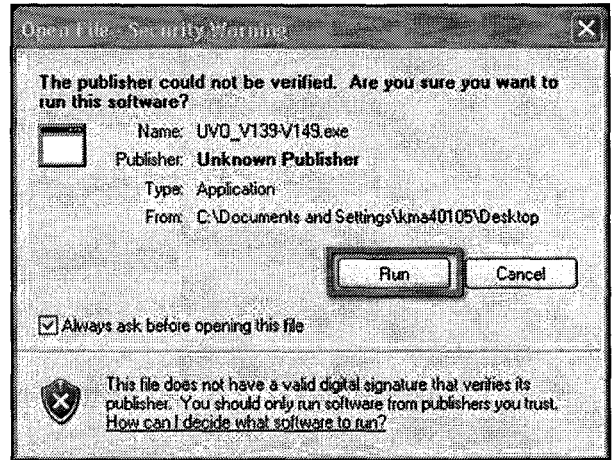 Open File - Security Warning
The publisher could not be verified. Are you sure you want to
run this software?
Name: UVO_V139-V149.exe
Publisher: Unknown Publisher
Type: Application
From: C:\Documents and Settings\kma40105\Desktop
Run
Cancel
Always ask before opening this file
This file does not have a valid digital signature that verifies its
publisher. You should only run software from publishers you trust.
How can I decide what software to run?